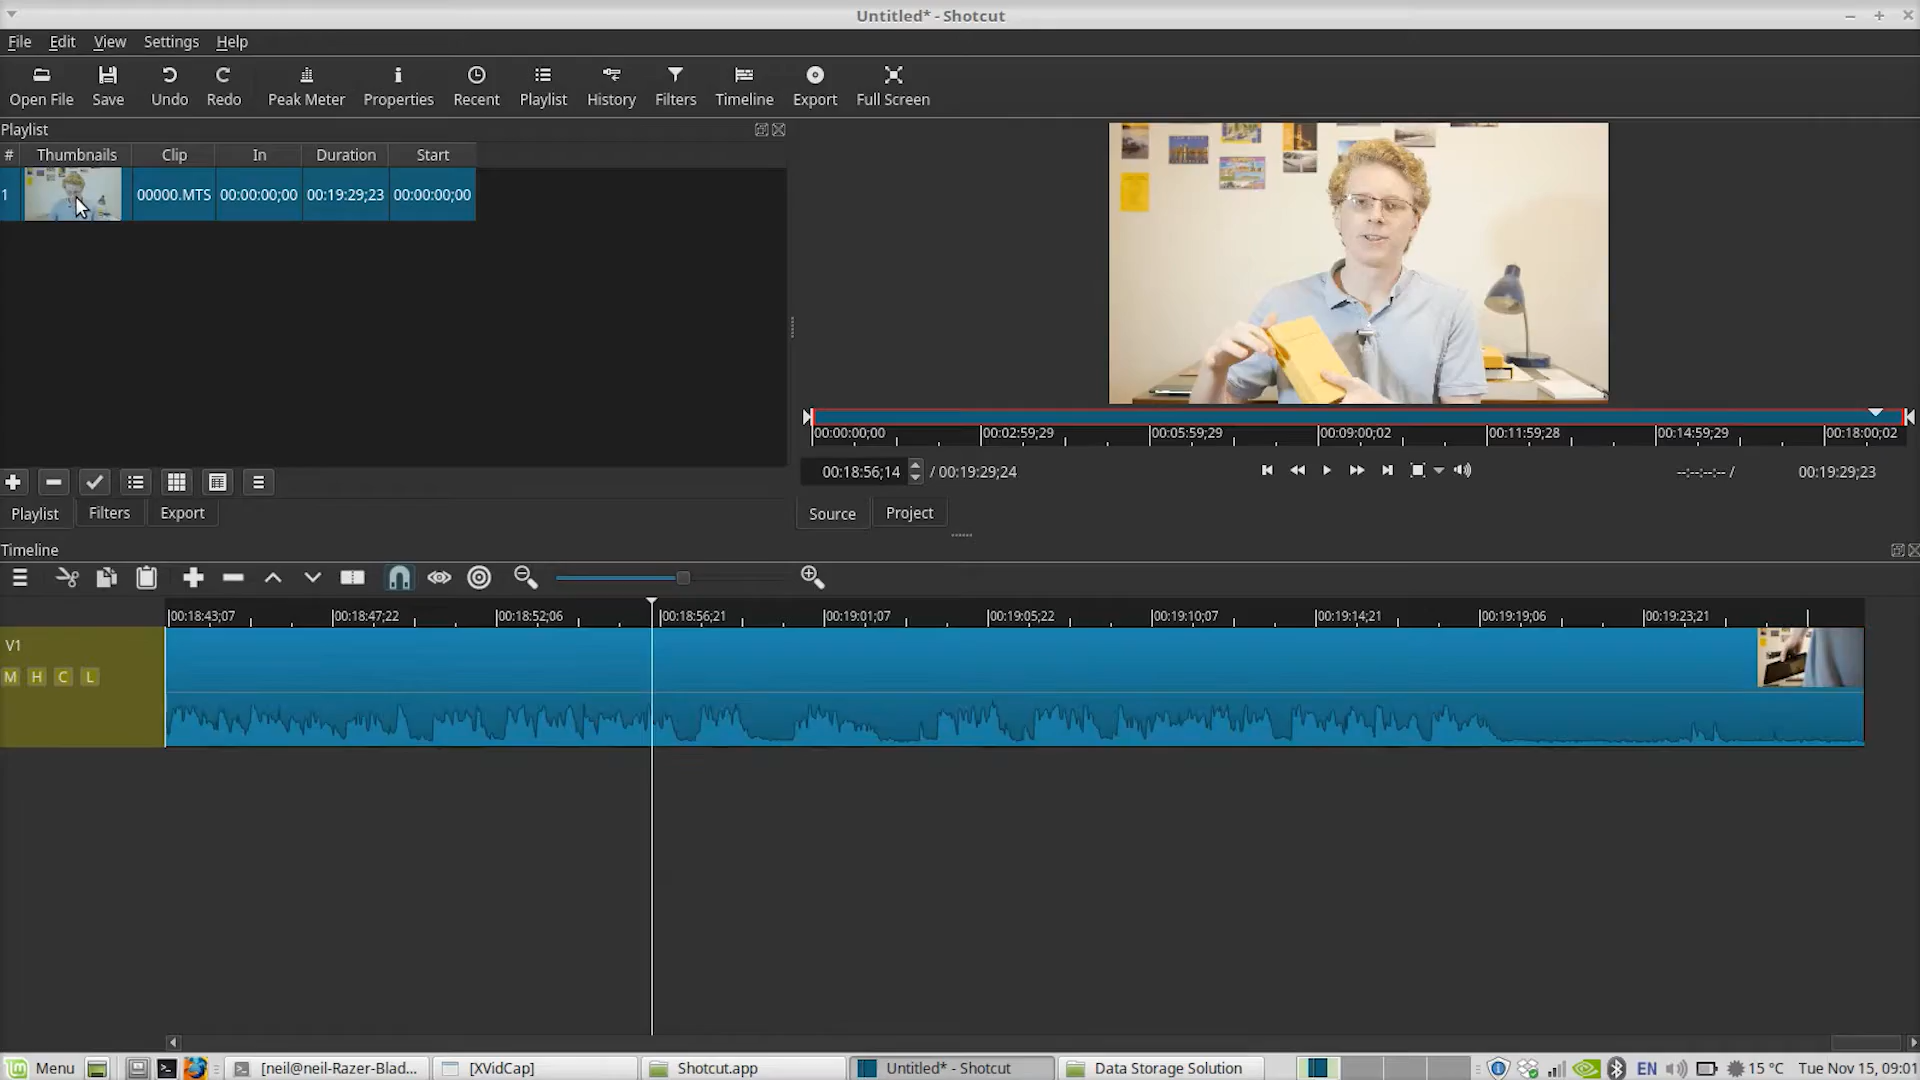 Untitled* - Shotcut
File Edit View Settings Help
Open File Save Undo Redo Peak Meter Properties Recent Playlist History Filters Timeline Export Full Screen
Playlist
# Thumbnails Clip In Duration Start
1 00000.MTS 00:00:00;00 00:19:29;23 00:00:00;00
00:00:00;00 00:02:59;29 00:05:59;29 00:09:00;02 00:11:59;28 00:14:59;29 00:18:00;02
00:18:56;14 / 00:19:29;24 --:--:--:-- / 00:19:29;23
Playlist Filters Export
Source Project
Timeline
00:18:43;07 00:18:47;22 00:18:52;06 00:18:56;21 00:19:01;07 00:19:05;22 00:19:10;07 00:19:14;21 00:19:19;06 00:19:23;21
V1
M H C L
Menu [neil@neil-Razer-Blad... [XVidCap] Shotcut.app Untitled* - Shotcut Data Storage Solution EN 15 °C Tue Nov 15, 09:01